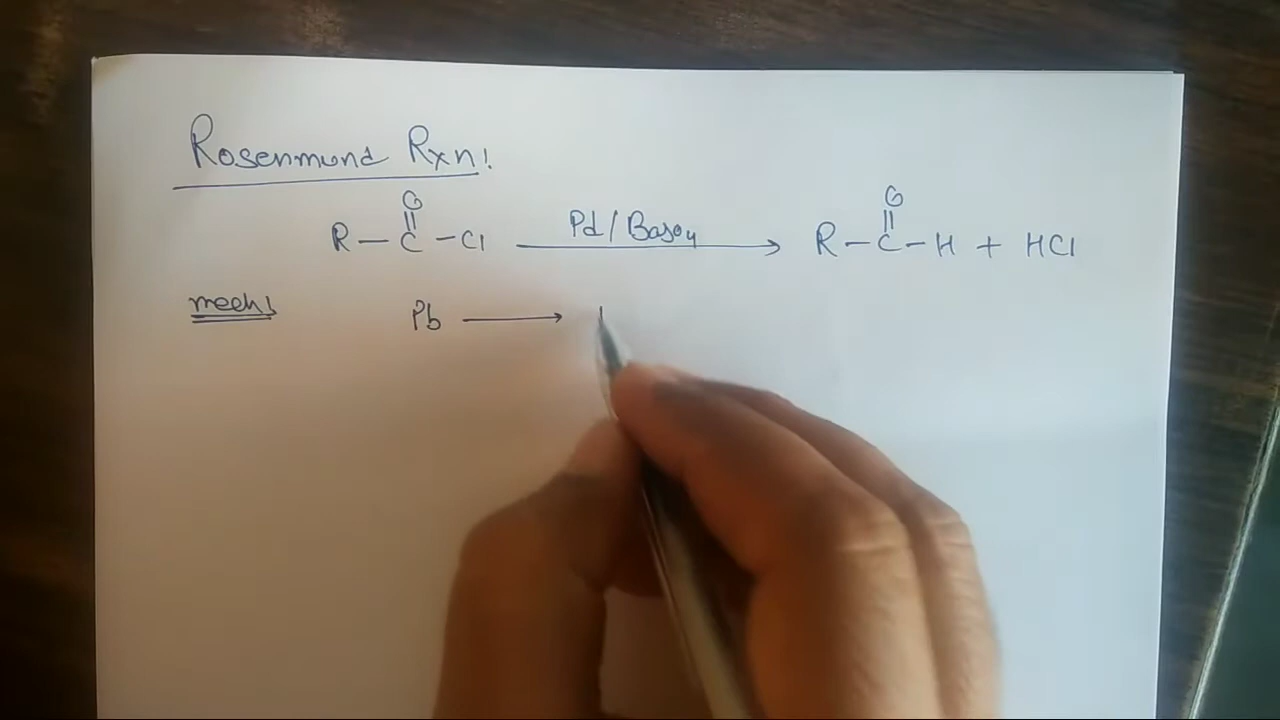 Rosenmund Rxn!
O O
R — C — Cl Pd/BaSO4 → R — C — H + HCl
mech! Pb →